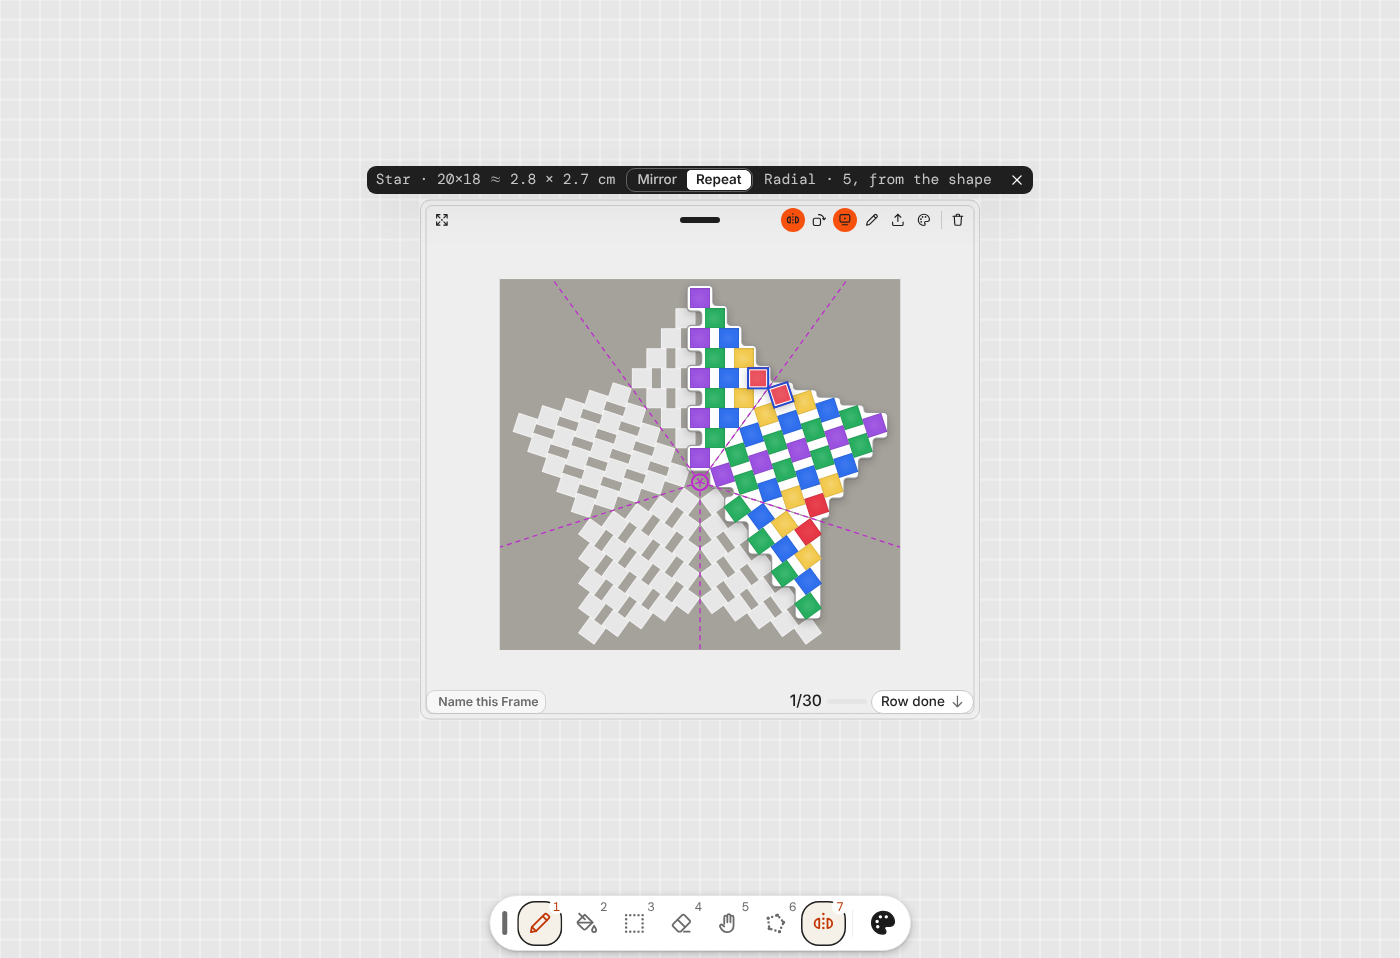 Star · 20×18 ≈ 2.8 × 2.7 cm Mirror Repeat Radial · 5, from the shape
Name this Frame 1/30 Row done
1 2 3 4 5 6 7